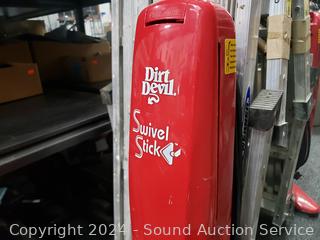 Dirt
Devil.
Swivel
Stick
Copyright 2024 - Sound Auction Service